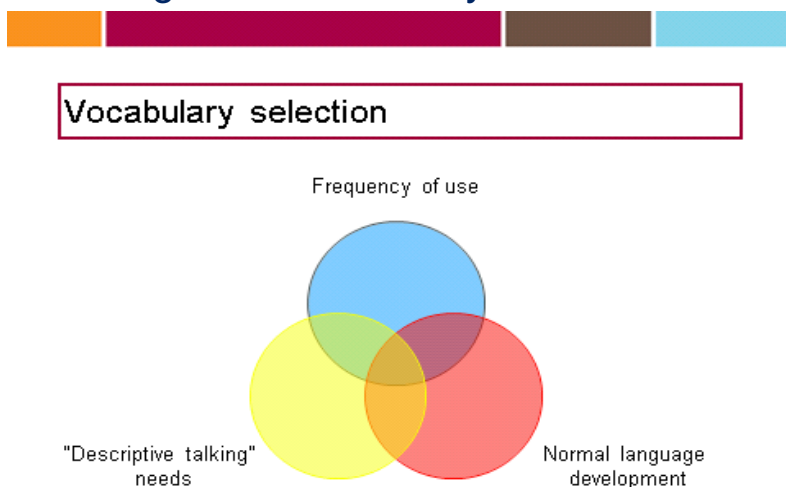 Vocabulary selection
Frequency of use
"Descriptive talking"
needs
Normal language
development